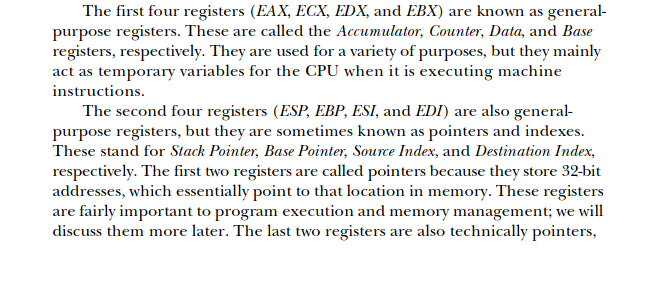 The first four registers (EAX, ECX, EDX, and EBX) are known as general-
purpose registers. These are called the Accumulator, Counter, Data, and Base
registers, respectively. They are used for a variety of purposes, but they mainly
act as temporary variables for the CPU when it is executing machine
instructions.
The second four registers (ESP, EBP, ESI, and EDI) are also general-
purpose registers, but they are sometimes known as pointers and indexes.
These stand for Stack Pointer, Base Pointer, Source Index, and Destination Index,
respectively. The first two registers are called pointers because they store 32-bit
addresses, which essentially point to that location in memory. These registers
are fairly important to program execution and memory management; we will
discuss them more later. The last two registers are also technically pointers,